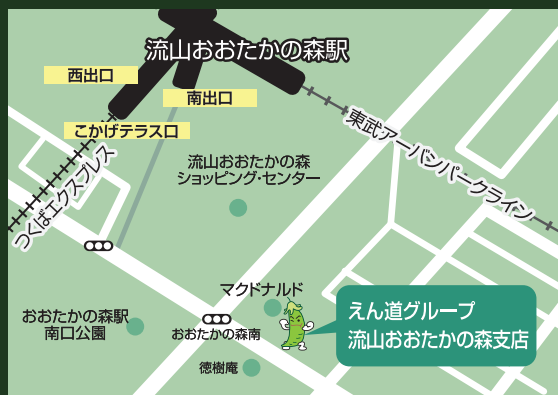 流山おおたかの森駅
西出口
南出口
こかげテラス口
東武アーバンパークライン
つくばエクスプレス
流山おおたかの森
ショッピング・センター
マクドナルド
えん道グループ
流山おおたかの森支店
おおたかの森駅
南口公園
おおたかの森南
徳樹庵